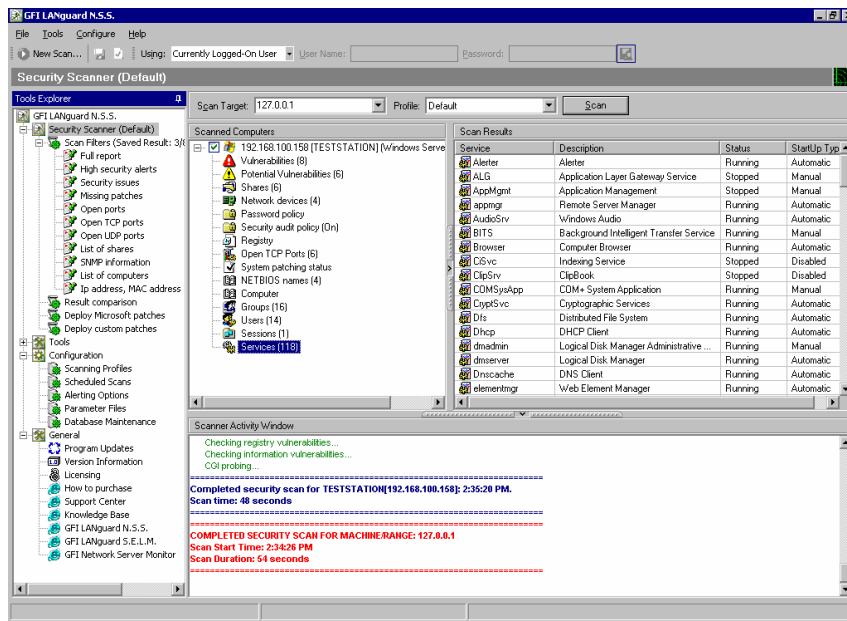 GFI LANguard N.S.S.
File Tools Configure Help
New Scan... Using: Currently Logged-On User User Name: Password:
Security Scanner (Default)
Tools Explorer
GFI LANguard N.S.S.
Security Scanner (Default)
Scan Filters (Saved Result: 3/8
Full report
High security alerts
Security issues
Missing patches
Open ports
Open TCP ports
Open UDP ports
List of shares
SNMP information
List of computers
Ip address, MAC address
Result comparison
Deploy Microsoft patches
Deploy custom patches
Tools
Configuration
Scanning Profiles
Scheduled Scans
Alerting Options
Parameter Files
Database Maintenance
General
Program Updates
Version Information
Licensing
How to purchase
Support Center
Knowledge Base
GFI LANguard N.S.S.
GFI LANguard S.E.L.M.
GFI Network Server Monitor
Scan Target: 127.0.0.1 Profile: Default Scan
Scanned Computers
192.168.100.158 [TESTSTATION] (Windows Serve
Vulnerabilities (8)
Potential Vulnerabilities (6)
Shares (6)
Network devices (4)
Password policy
Security audit policy (On)
Registry
Open TCP Ports (6)
System patching status
NETBIOS names (4)
Computer
Groups (16)
Users (14)
Sessions (1)
Services (118)
Scan Results
Service Description Status StartUp Typ
Alerter Alerter Running Automatic
ALG Application Layer Gateway Service Stopped Manual
AppMgmt Application Management Stopped Manual
appmgr Remote Server Manager Running Automatic
AudioSrv Windows Audio Running Automatic
BITS Background Intelligent Transfer Service Running Manual
Browser Computer Browser Running Automatic
CiSvc Indexing Service Stopped Disabled
ClipSrv ClipBook Stopped Disabled
COMSysApp COM+ System Application Running Manual
CryptSvc Cryptographic Services Running Automatic
Dfs Distributed File System Running Automatic
Dhcp DHCP Client Running Automatic
dmadmin Logical Disk Manager Administrative ... Running Manual
dmserver Logical Disk Manager Running Automatic
Dnscache DNS Client Running Automatic
elementmgr Web Element Manager Running Automatic
Scanner Activity Window
Checking registry vulnerabilities...
Checking information vulnerabilities...
CGI probing...
Completed security scan for TESTSTATION[192.168.100.158]: 2:35:20 PM.
Scan time: 48 seconds
COMPLETED SECURITY SCAN FOR MACHINE/RANGE: 127.0.0.1
Scan Start Time: 2:34:26 PM
Scan Duration: 54 seconds